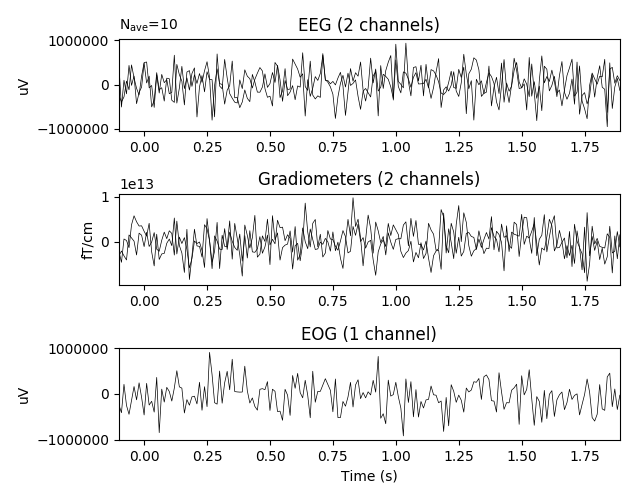 N_ave=10
EEG (2 channels)
1000000
0
−1000000
uV
0.00 0.25 0.50 0.75 1.00 1.25 1.50 1.75
1e13
Gradiometers (2 channels)
1
0
fT/cm
0.00 0.25 0.50 0.75 1.00 1.25 1.50 1.75
EOG (1 channel)
1000000
0
−1000000
uV
0.00 0.25 0.50 0.75 1.00 1.25 1.50 1.75
Time (s)